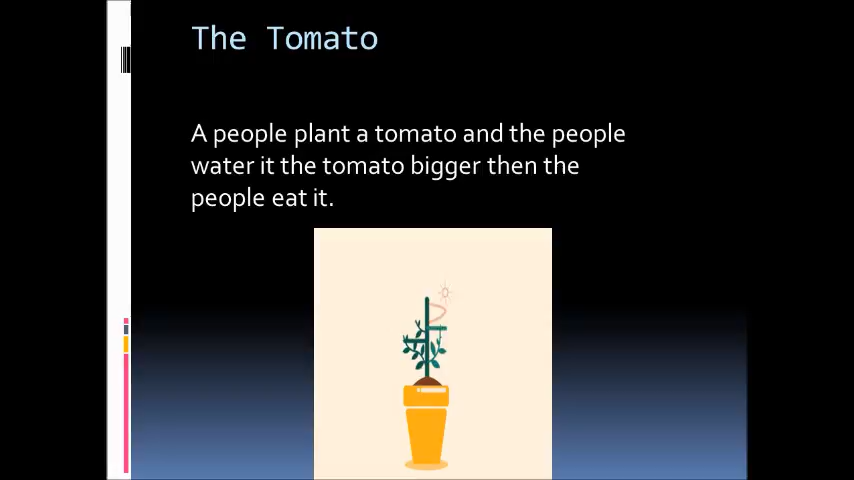 The Tomato
A people plant a tomato and the people
water it the tomato bigger then the
people eat it.